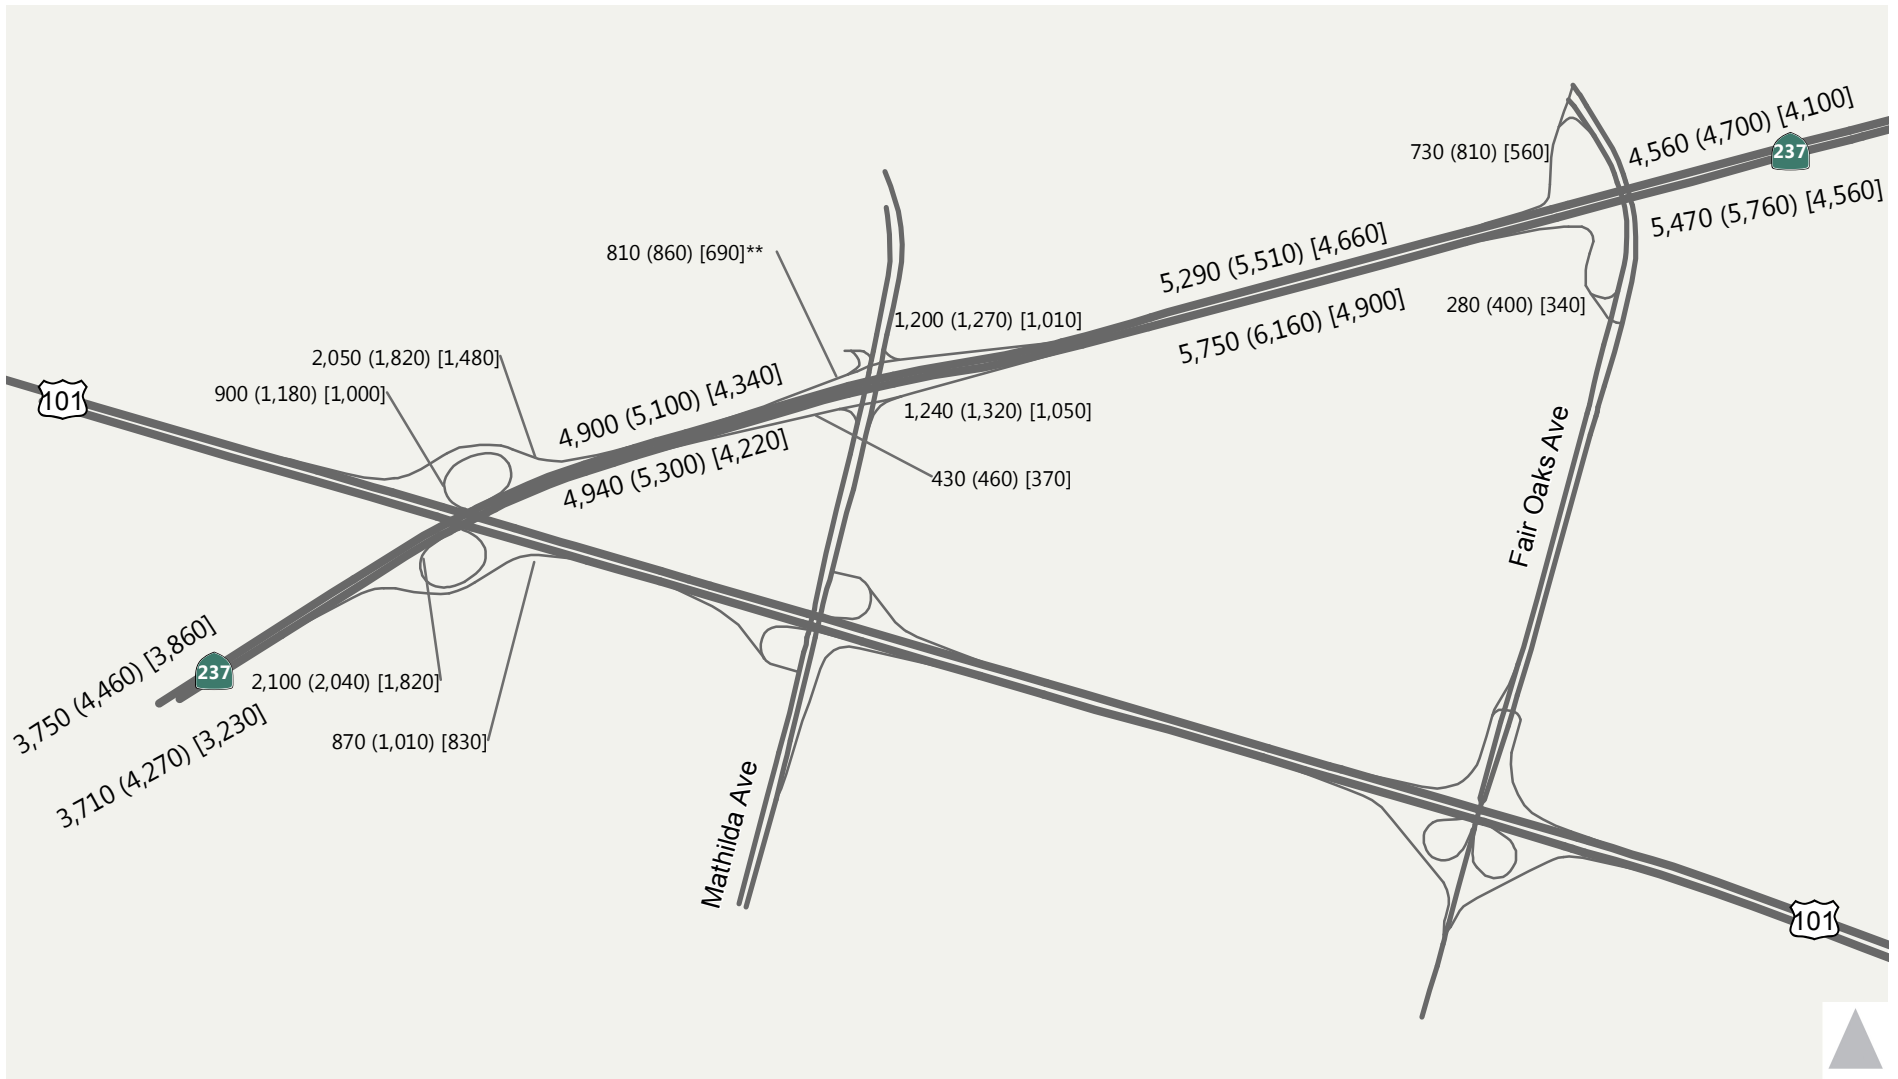 4,560 (4,700) [4,100]
730 (810) [560]
237
5,470 (5,760) [4,560]
810 (860) [690]**
5,290 (5,510) [4,660]
280 (400) [340]
1,200 (1,270) [1,010]
5,750 (6,160) [4,900]
2,050 (1,820) [1,480]
900 (1,180) [1,000]
101
4,900 (5,100) [4,340]
1,240 (1,320) [1,050]
4,940 (5,300) [4,220]
430 (460) [370]
Fair Oaks Ave
3,750 (4,460) [3,860]
237
2,100 (2,040) [1,820]
3,710 (4,270) [3,230]
870 (1,010) [830]
Mathilda Ave
101